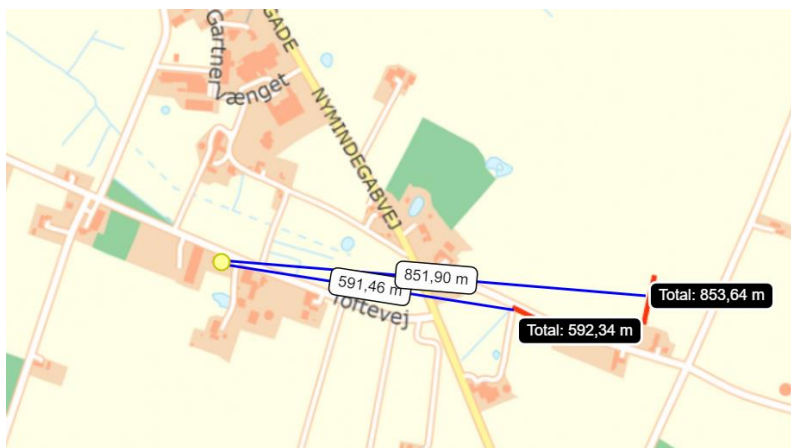 GADE
Gartner
vænget
NYMINDEGABVEJ
851,90 m
591,46 m
Toftevej
Total: 853,64 m
Total: 592,34 m